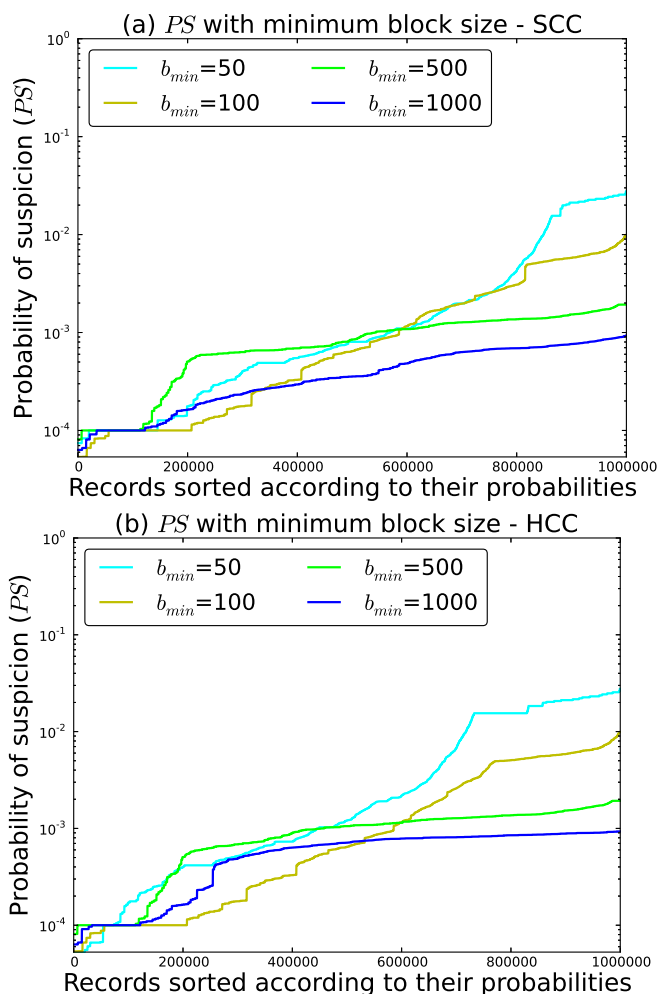 (a) PS with minimum block size - SCC
b_min=50 b_min=500
b_min=100 b_min=1000
Probability of suspicion (PS)
10^0
10^-1
10^-2
10^-3
10^-4
0 200000 400000 600000 800000 1000000
Records sorted according to their probabilities
(b) PS with minimum block size - HCC
b_min=50 b_min=500
b_min=100 b_min=1000
Probability of suspicion (PS)
10^0
10^-1
10^-2
10^-3
10^-4
0 200000 400000 600000 800000 1000000
Records sorted according to their probabilities